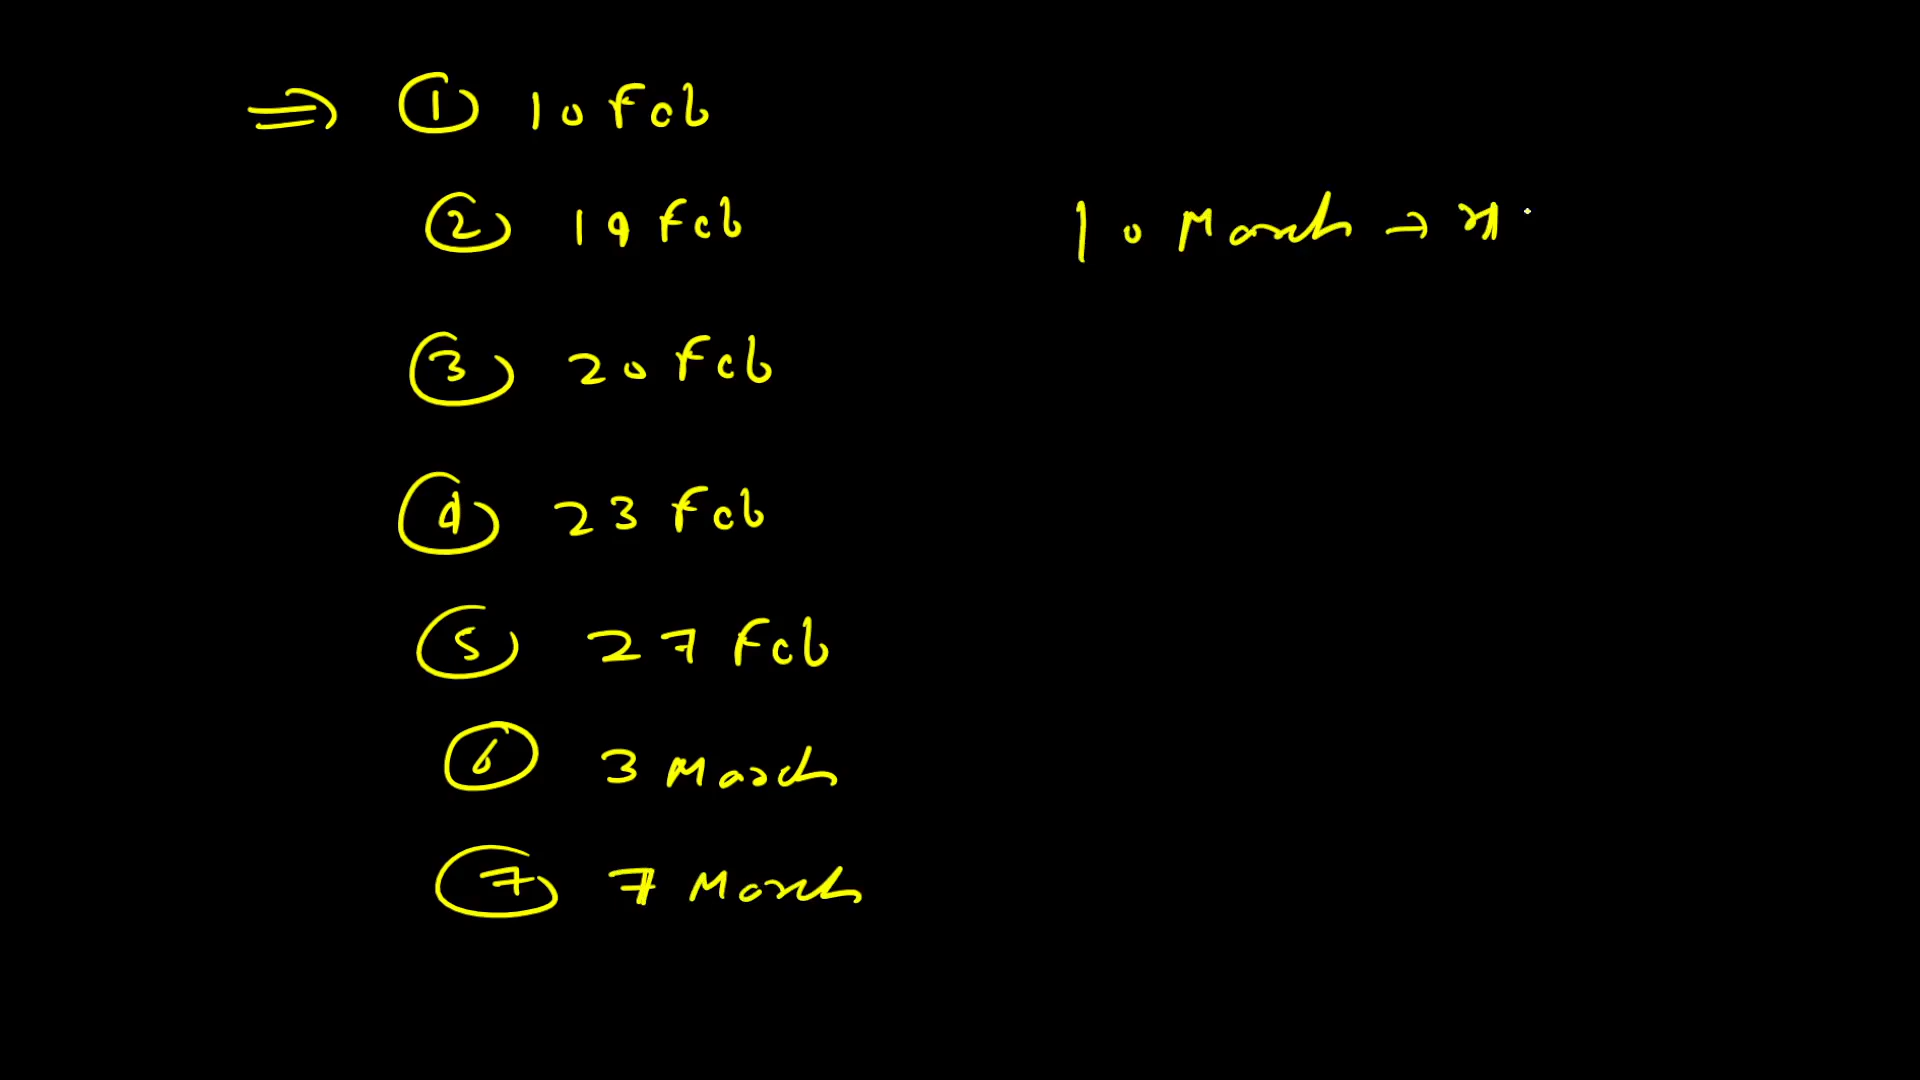 ⇒ ① 10 Feb
② 19 Feb
10 March →
③ 20 Feb
④ 23 Feb
⑤ 27 Feb
⑥ 3 March
⑦ 7 March